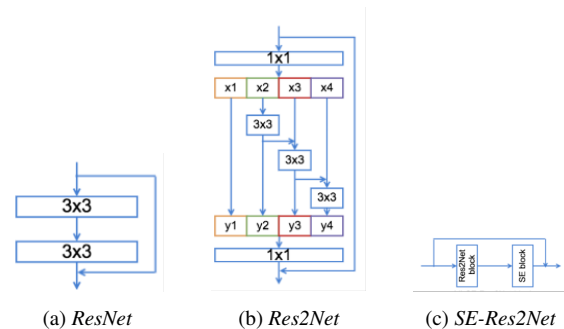 1x1
x1 x2 x3 x4
3x3
3x3
3x3
y1 y2 y3 y4
1x1
3x3
3x3
Res2Net
block
SE block
(a) ResNet
(b) Res2Net
(c) SE-Res2Net